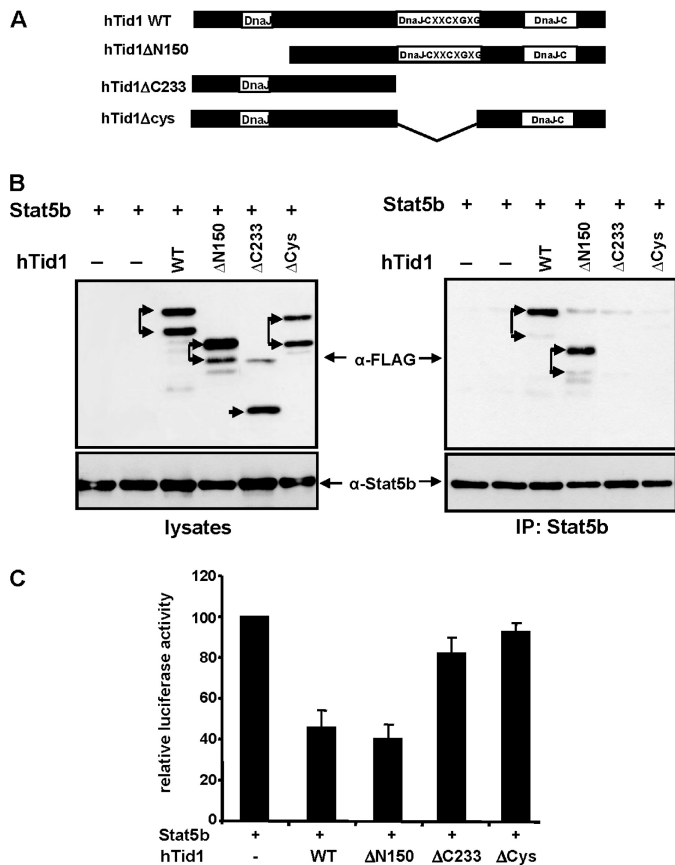 A
hTid1 WT
DnaJ
DnaJ-CXXCXGXG
DnaJ-C
hTid1ΔN150
DnaJ-CXXCXGXG
DnaJ-C
hTid1ΔC233
DnaJ
hTid1Δcys
DnaJ
DnaJ-C
B
Stat5b + + + + + +
hTid1 – – WT ΔN150 ΔC233 ΔCys
Stat5b + + + + + +
hTid1 – – WT ΔN150 ΔC233 ΔCys
α-FLAG
α-Stat5b
lysates
IP: Stat5b
C
relative luciferase activity
120
100
80
60
40
20
0
Stat5b + + + + +
hTid1 - WT ΔN150 ΔC233 ΔCys